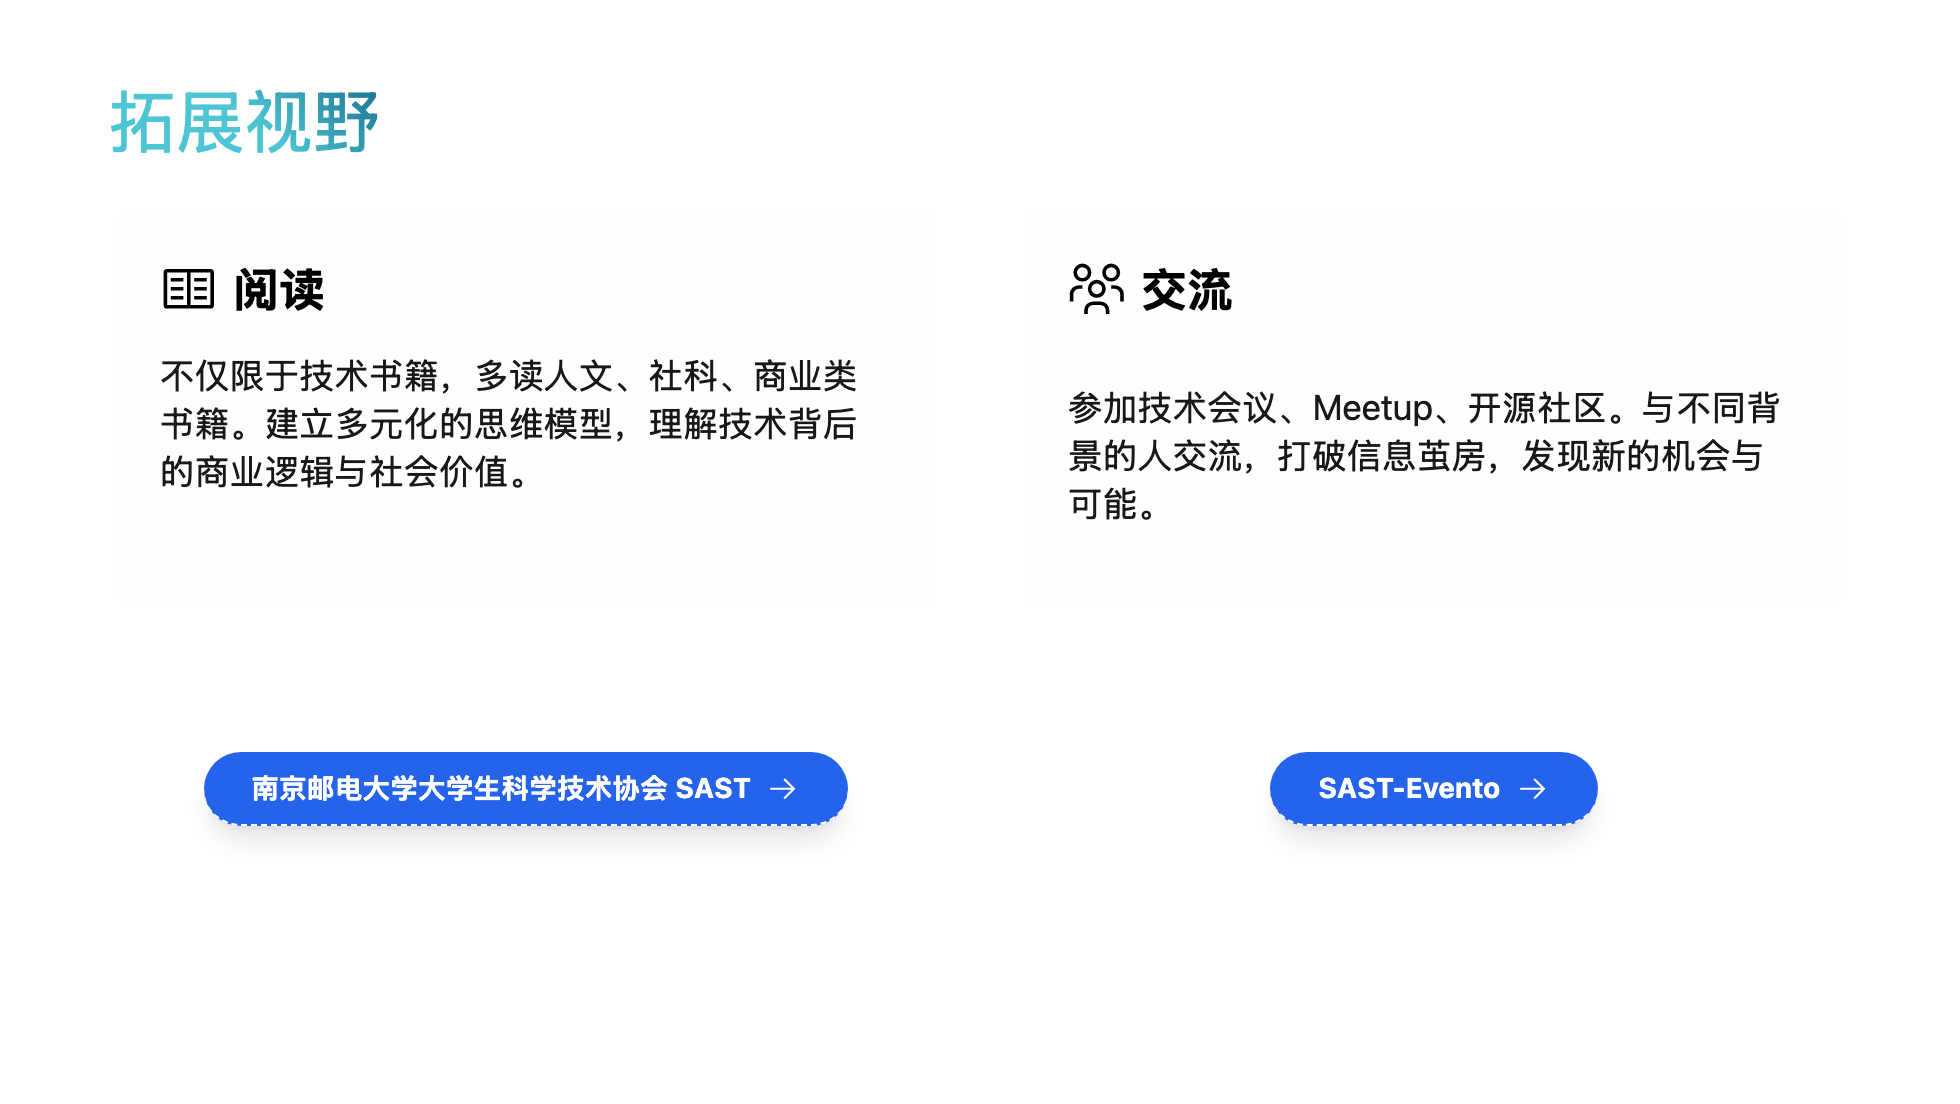 拓展视野
阅读
不仅限于技术书籍，多读人文、社科、商业类
书籍。建立多元化的思维模型，理解技术背后
的商业逻辑与社会价值。
交流
参加技术会议、Meetup、开源社区。与不同背
景的人交流，打破信息茧房，发现新的机会与
可能。
南京邮电大学大学生科学技术协会 SAST →
SAST-Evento →